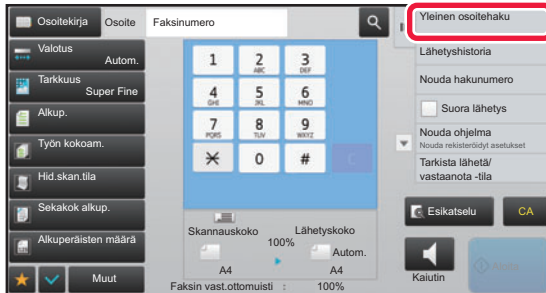 Osoitekirja
Osoite
Faksinumero
Yleinen osoitehaku
Valotus
Autom.
Tarkkuus
Super Fine
Alkup.
Työn kokoam.
Hid.skan.tila
Sekakok alkup.
Alkuperäisten määrä
Muut
1
2
ABC
3
DEF
4
GHI
5
JKL
6
MNO
7
PQRS
8
TUV
9
WXYZ
0
#
C
Skannauskoko
100%
Lähetyskoko
Autom.
A4
A4
Faksin vast.ottomuisti : 100%
Lähetyshistoria
Nouda hakunumero
Suora lähetys
Nouda ohjelma
Nouda rekisteröidyt asetukset
Tarkista lähetä/
vastaanota -tila
Esikatselu
CA
Kaiutin